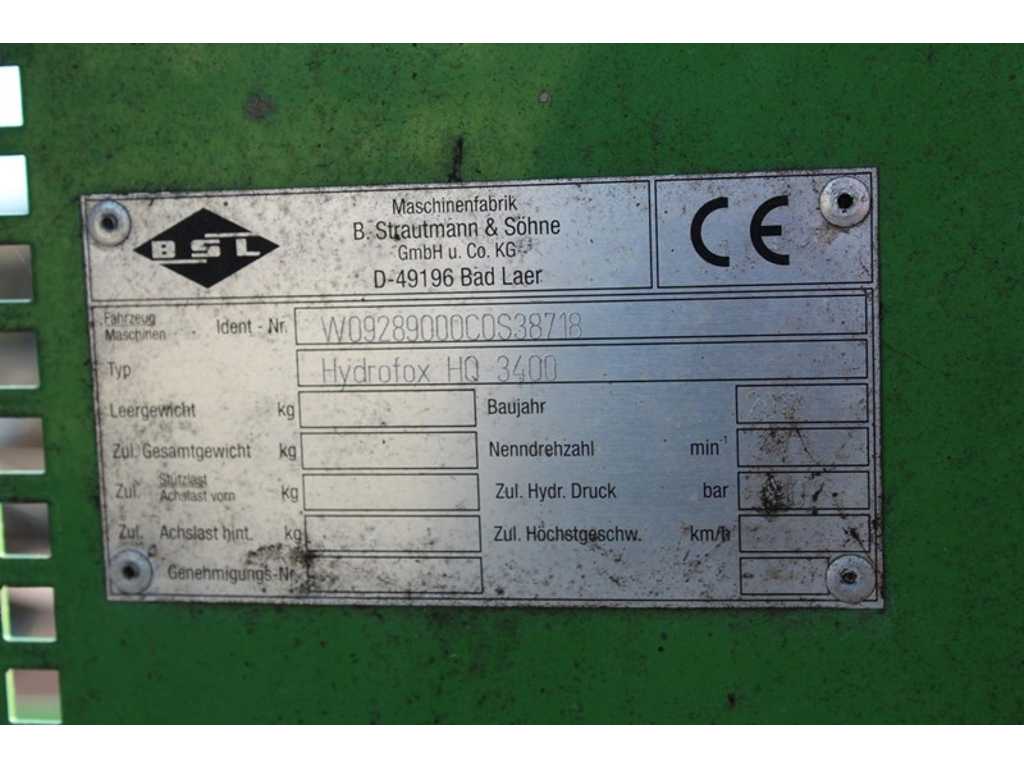 BSL
Maschinenfabrik
B. Strautmann & Söhne
GmbH u. Co. KG
D-49196 Bad Laer
CE
Fahrzeug
Maschinen
Ident - Nr. W09289000C0S38718
Typ Hydrofox HQ 3400
Leergewicht kg Baujahr
Zul. Gesamtgewicht kg Nenndrehzahl min⁻¹
Zul. Stützlast
Achslast vorn kg Zul. Hydr. Druck bar
Zul. Achslast hint. kg Zul. Höchstgeschw. km/h
Genehmigungs-Nr.